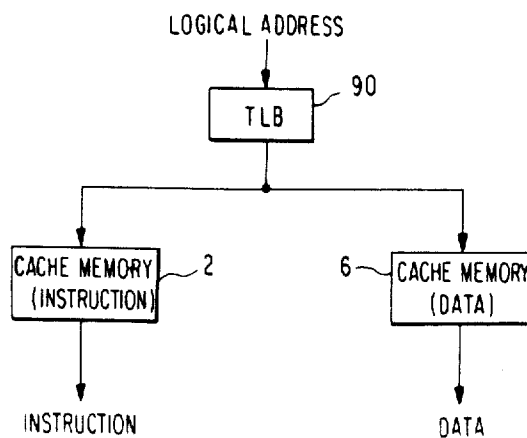 LOGICAL ADDRESS
90
TLB
CACHE MEMORY
(INSTRUCTION)
2
6
CACHE MEMORY
(DATA)
INSTRUCTION
DATA